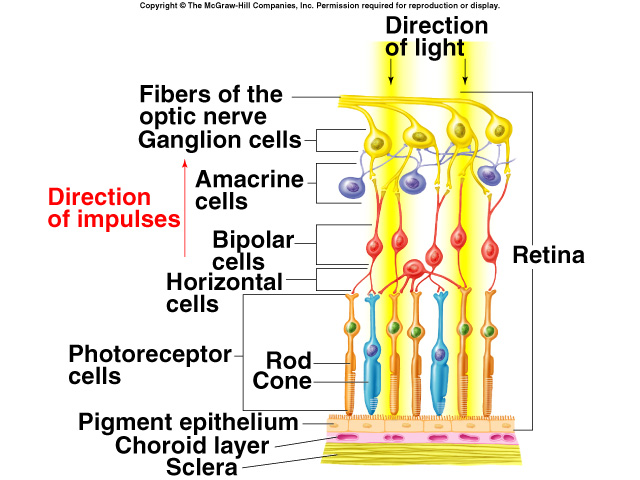 Copyright © The McGraw-Hill Companies, Inc. Permission required for reproduction or display.
Direction
of light
Fibers of the
optic nerve
Ganglion cells
Amacrine
cells
Direction
of impulses
Bipolar
cells
Retina
Horizontal
cells
Photoreceptor
cells
Rod
Cone
Pigment epithelium
Choroid layer
Sclera